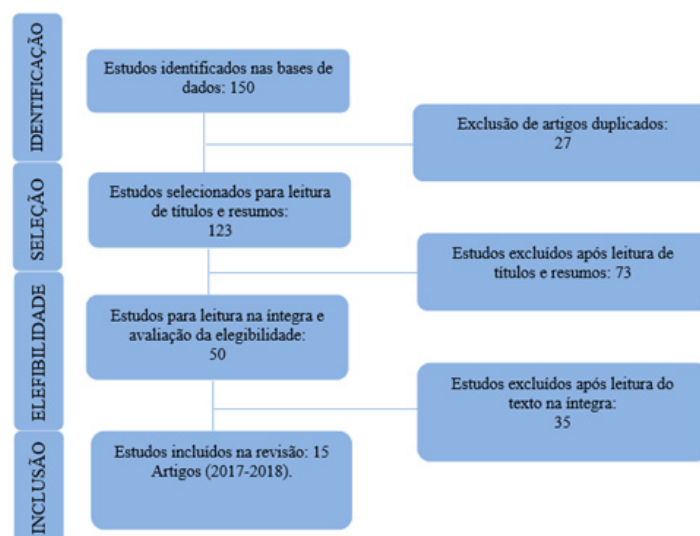 IDENTIFICAÇÃO
Estudos identificados nas bases de
dados: 150
Exclusão de artigos duplicados:
27
SELEÇÃO
Estudos selecionados para leitura
de títulos e resumos:
123
Estudos excluídos após leitura de
títulos e resumos: 73
ELEFIBILIDADE
Estudos para leitura na íntegra e
avaliação da elegibilidade:
50
Estudos excluídos após leitura do
texto na íntegra:
35
INCLUSÃO
Estudos incluídos na revisão: 15
Artigos (2017-2018).